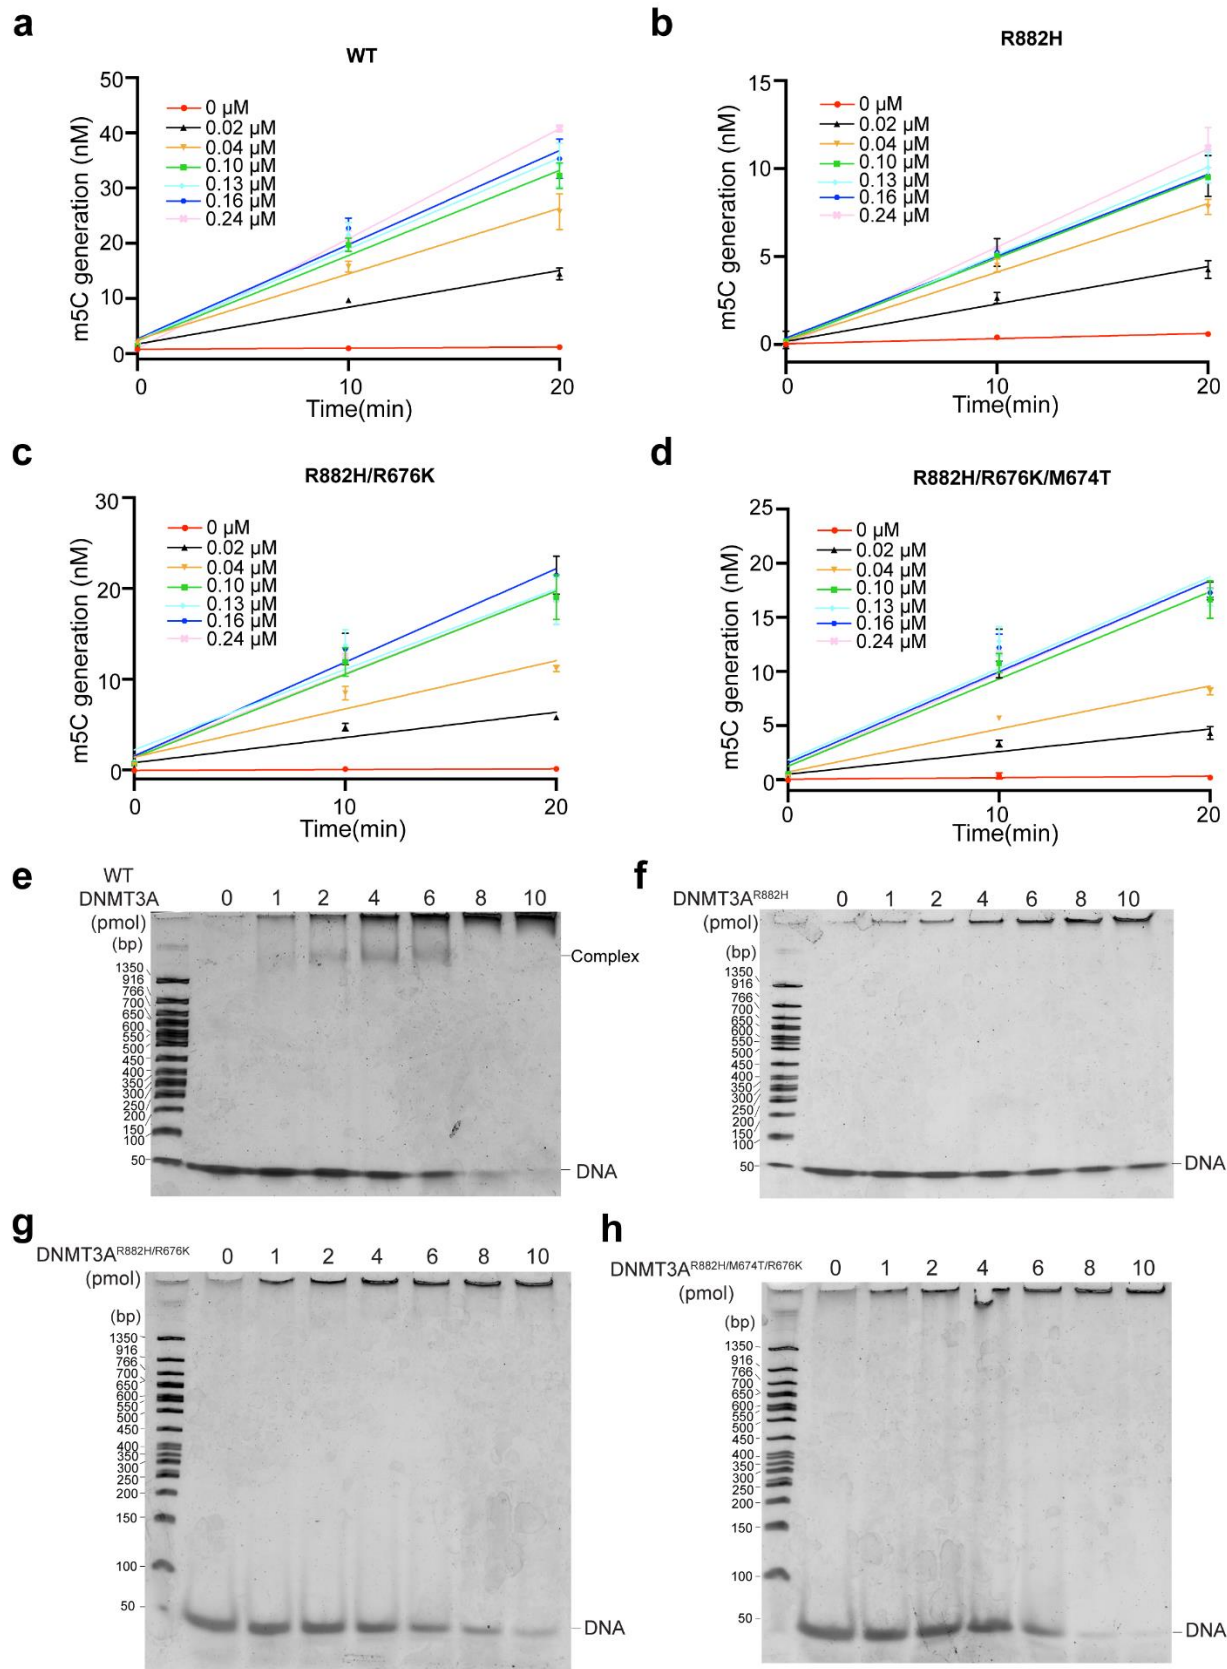 a
WT
m5C generation (nM)
50
40
30
20
10
0
0 µM
0.02 µM
0.04 µM
0.10 µM
0.13 µM
0.16 µM
0.24 µM
0 10 20
Time(min)
b
R882H
m5C generation (nM)
15
10
5
0
0 µM
0.02 µM
0.04 µM
0.10 µM
0.13 µM
0.16 µM
0.24 µM
0 10 20
Time(min)
c
R882H/R676K
m5C generation (nM)
30
20
10
0
0 µM
0.02 µM
0.04 µM
0.10 µM
0.13 µM
0.16 µM
0.24 µM
0 10 20
Time(min)
d
R882H/R676K/M674T
m5C generation (nM)
25
20
15
10
5
0
0 µM
0.02 µM
0.04 µM
0.10 µM
0.13 µM
0.16 µM
0.24 µM
0 10 20
Time(min)
e
WT
DNMT3A 0 1 2 4 6 8 10
(pmol)
(bp)
Complex
1350
916
766
700
650
600
550
500
450
400
350
300
250
200
150
100
50
DNA
f
DNMT3A^R882H 0 1 2 4 6 8 10
(pmol)
(bp)
1350
916
766
700
650
600
550
500
450
400
350
300
250
200
150
100
50
DNA
g
DNMT3A^R882H/R676K 0 1 2 4 6 8 10
(pmol)
(bp)
1350
916
766
700
650
600
550
500
450
400
350
300
250
200
150
100
50
DNA
h
DNMT3A^R882H/M674T/R676K 0 1 2 4 6 8 10
(pmol)
(bp)
1350
916
766
700
650
600
550
500
450
400
350
300
250
200
150
100
50
DNA